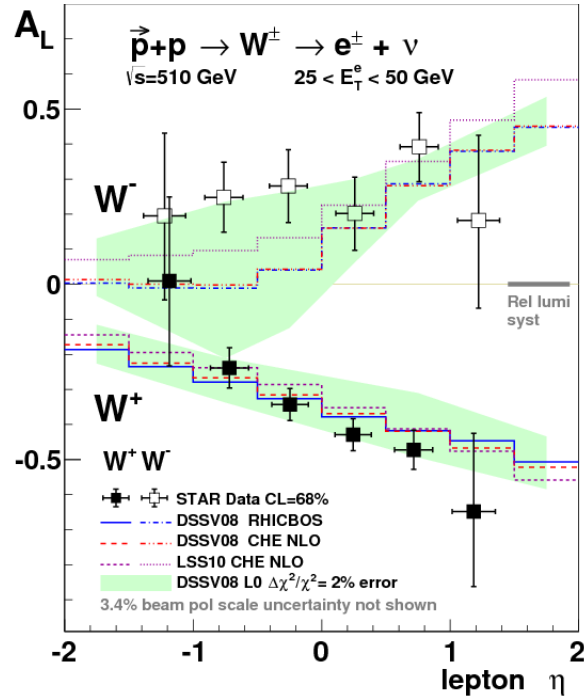 A_L
p⃗+p → W± → e± + ν
√s=510 GeV 25 < E_T^e < 50 GeV
0.5
W⁻
0
Rel lumi
syst
W⁺
-0.5
W⁺ W⁻
STAR Data CL=68%
DSSV08 RHICBOS
DSSV08 CHE NLO
LSS10 CHE NLO
DSSV08 L0 Δχ²/χ²= 2% error
3.4% beam pol scale uncertainty not shown
-2 -1 0 1 2
lepton η